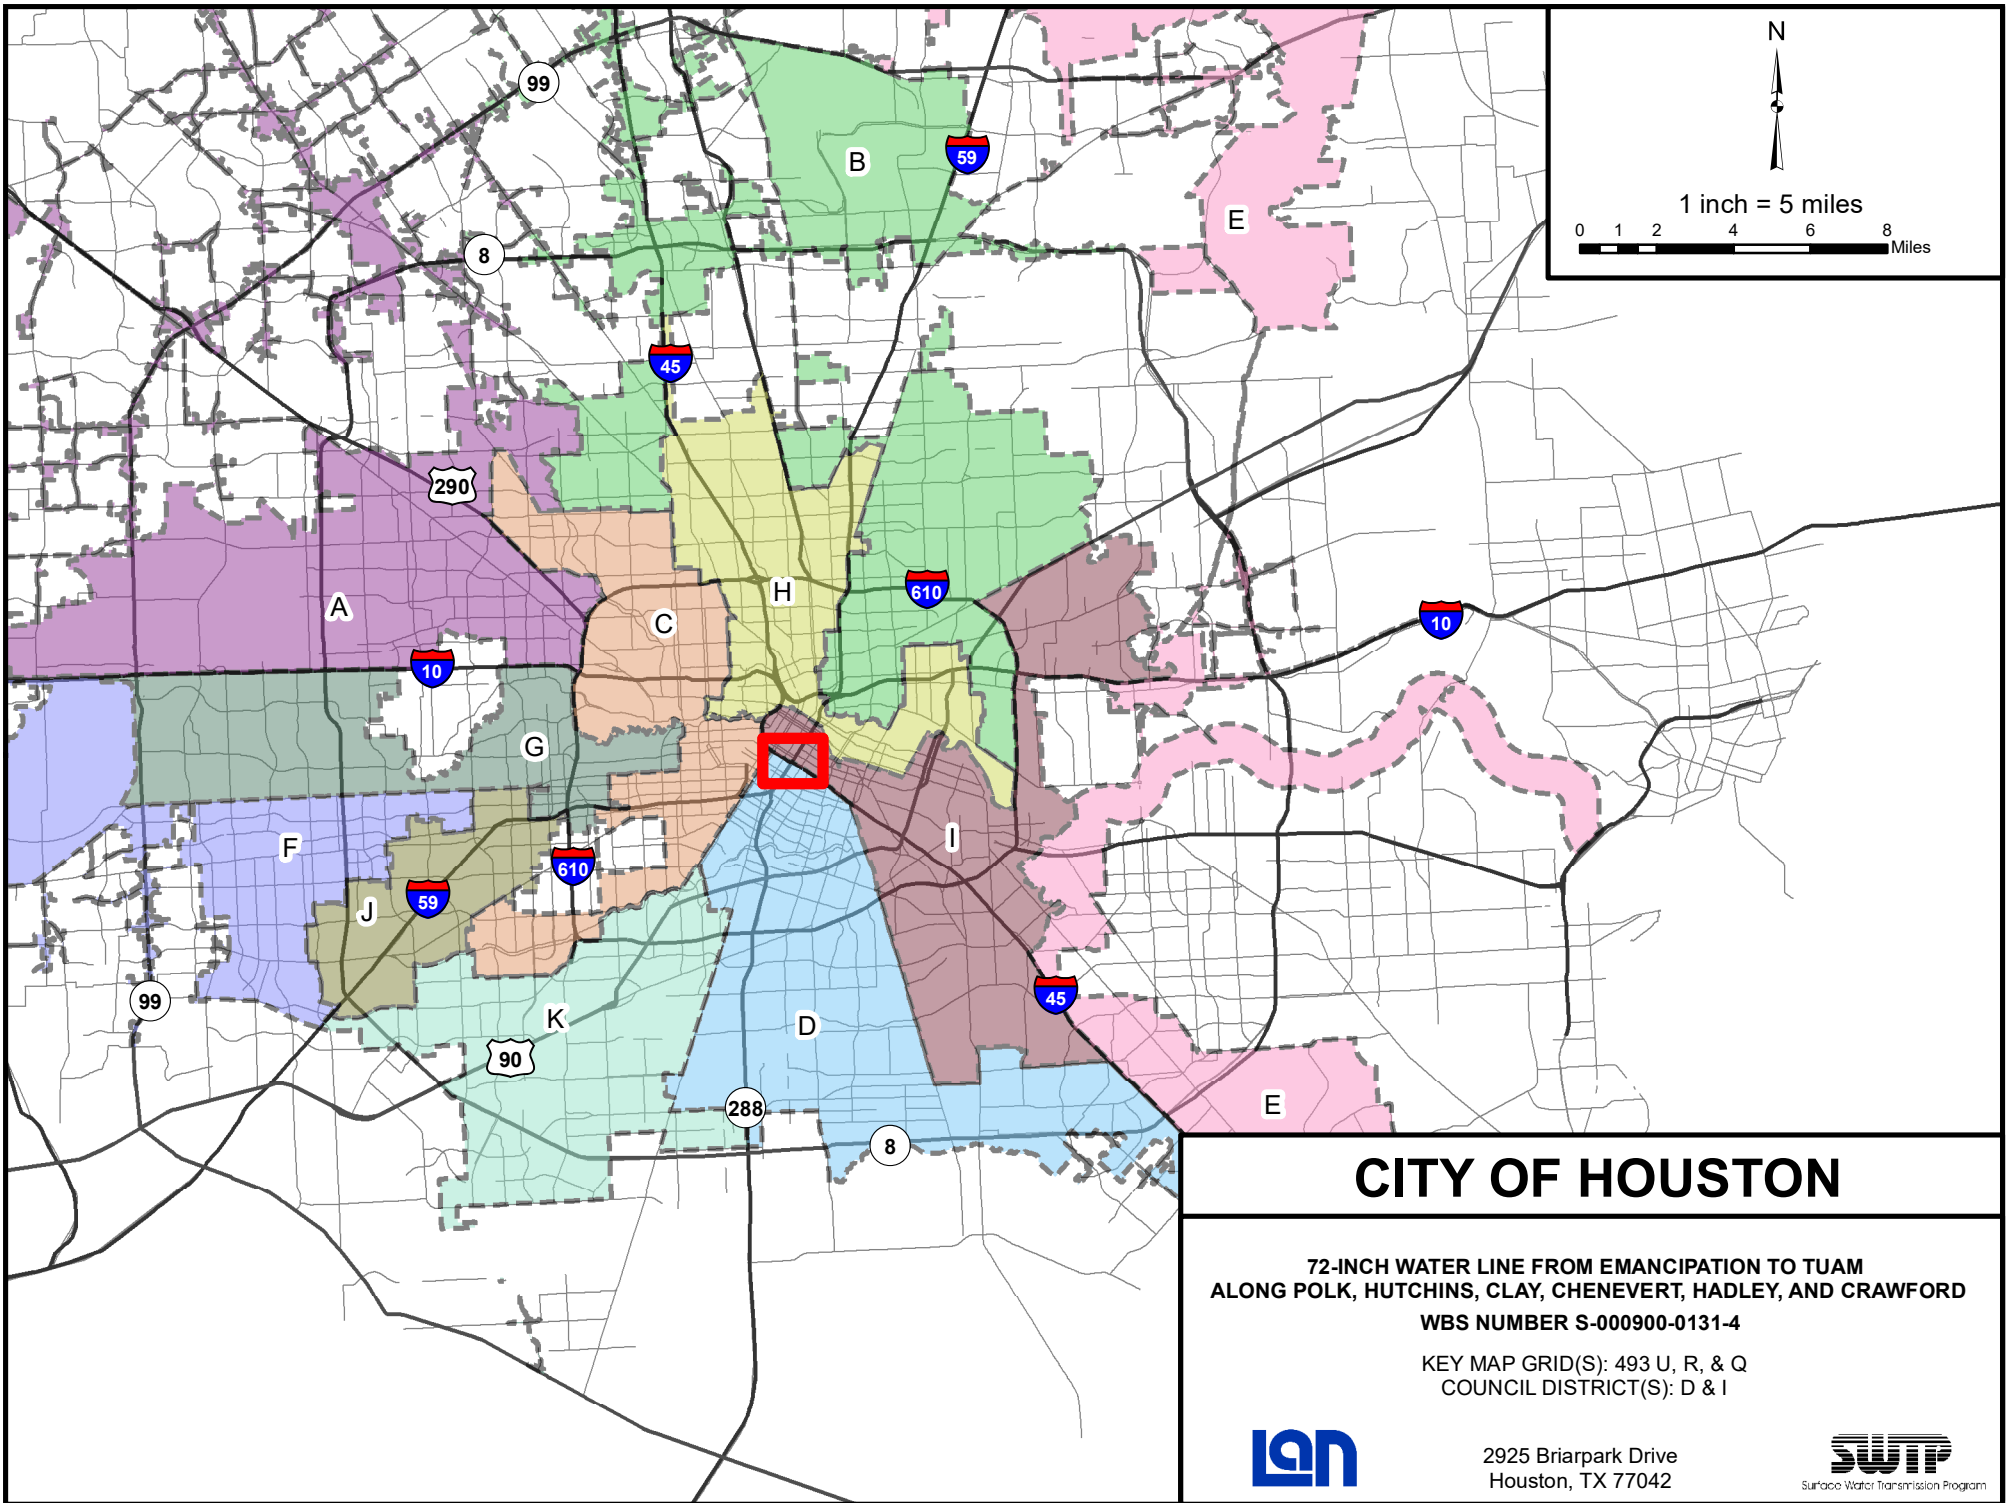 N
1 inch = 5 miles
0 1 2 4 6 8
Miles
99
B
59
E
8
45
290
A
H
610
C
10
10
G
F
I
610
59
J
99
45
K
D
90
288
E
8
CITY OF HOUSTON
72-INCH WATER LINE FROM EMANCIPATION TO TUAM
ALONG POLK, HUTCHINS, CLAY, CHENEVERT, HADLEY, AND CRAWFORD
WBS NUMBER S-000900-0131-4
KEY MAP GRID(S): 493 U, R, & Q
COUNCIL DISTRICT(S): D & I
Lan
2925 Briarpark Drive
Houston, TX 77042
SWTP
Surface Water Transmission Program